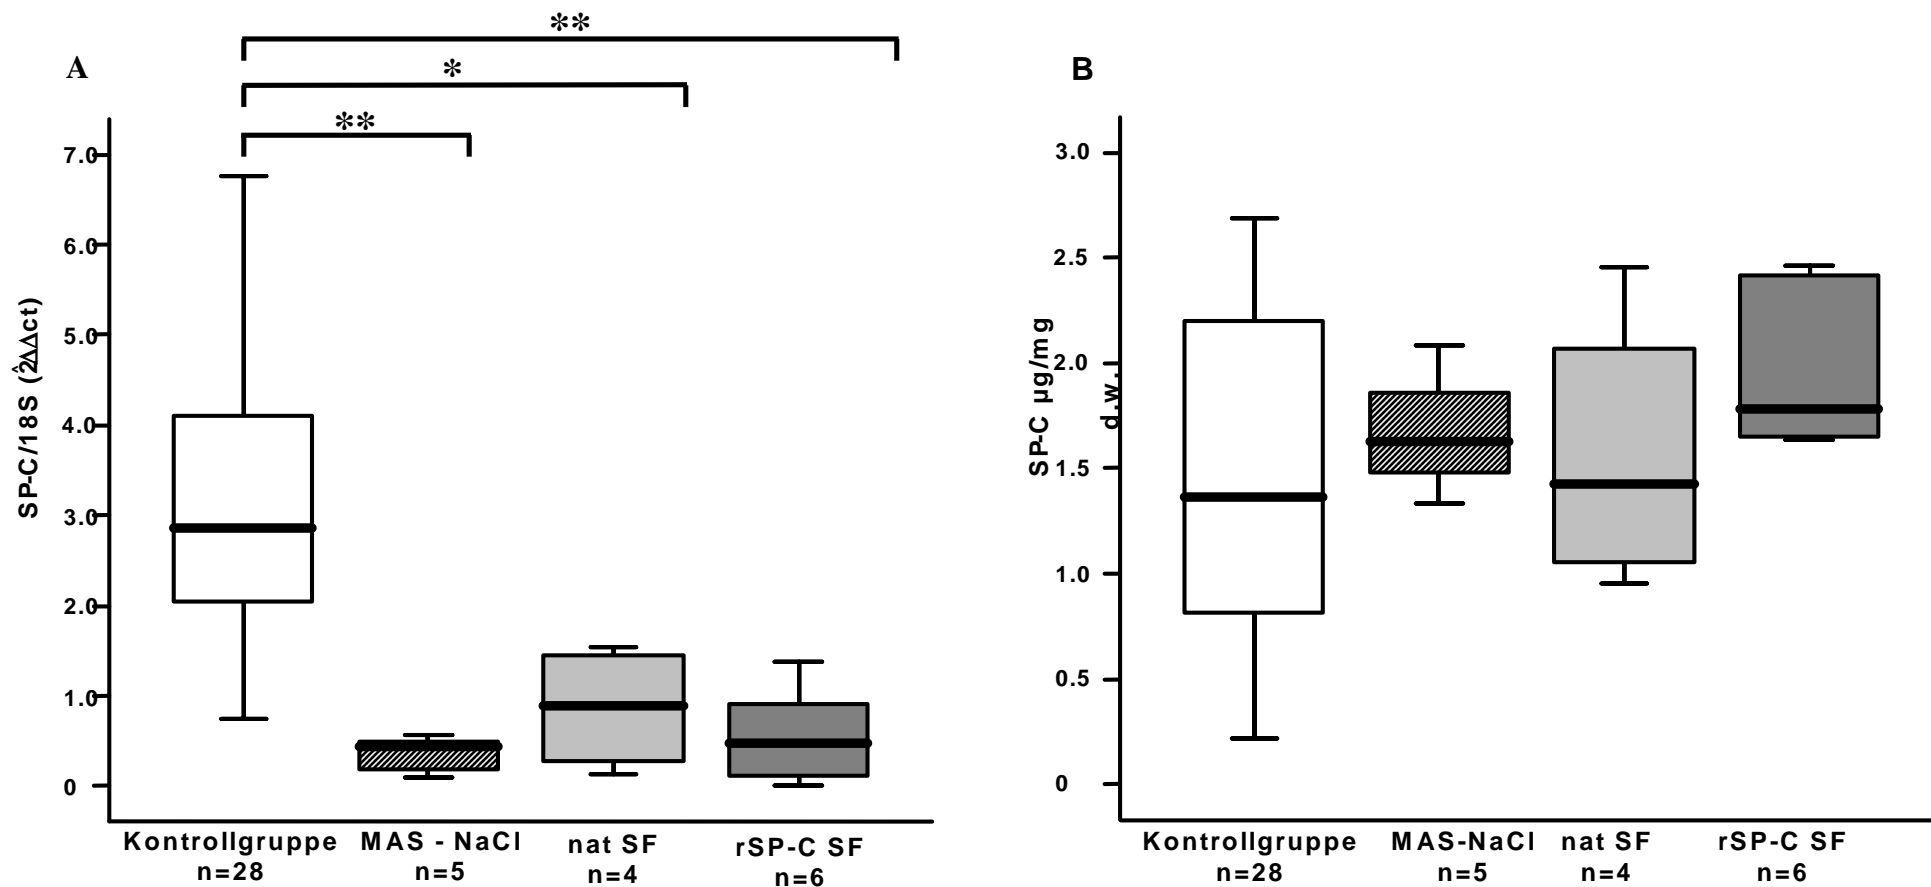 **
A
*
**
7.0
6.0
5.0
4.0
3.0
2.0
1.0
0
SP-C/18S (2^ΔΔct)
Kontrollgruppe
n=28
MAS - NaCl
n=5
nat SF
n=4
rSP-C SF
n=6
B
3.0
2.5
2.0
1.5
1.0
0.5
0
SP-C µg/mg
d.w.
Kontrollgruppe
n=28
MAS-NaCl
n=5
nat SF
n=4
rSP-C SF
n=6